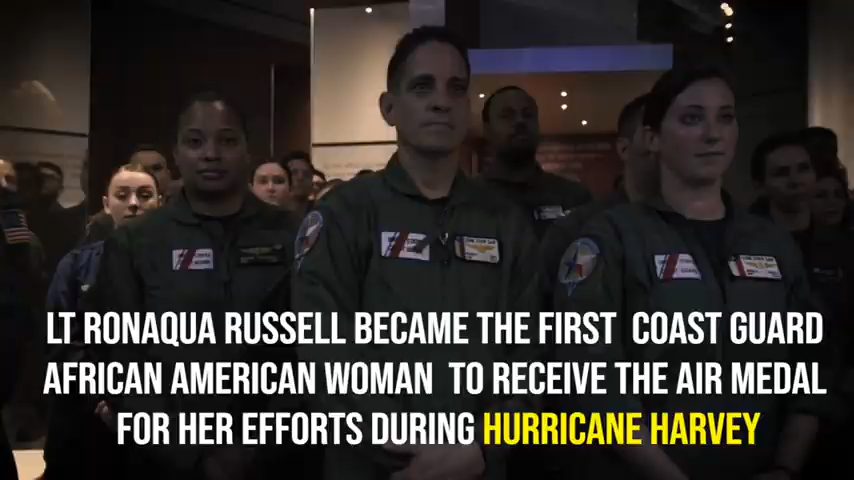 LT RONAQUA RUSSELL BECAME THE FIRST COAST GUARD
AFRICAN AMERICAN WOMAN TO RECEIVE THE AIR MEDAL
FOR HER EFFORTS DURING HURRICANE HARVEY